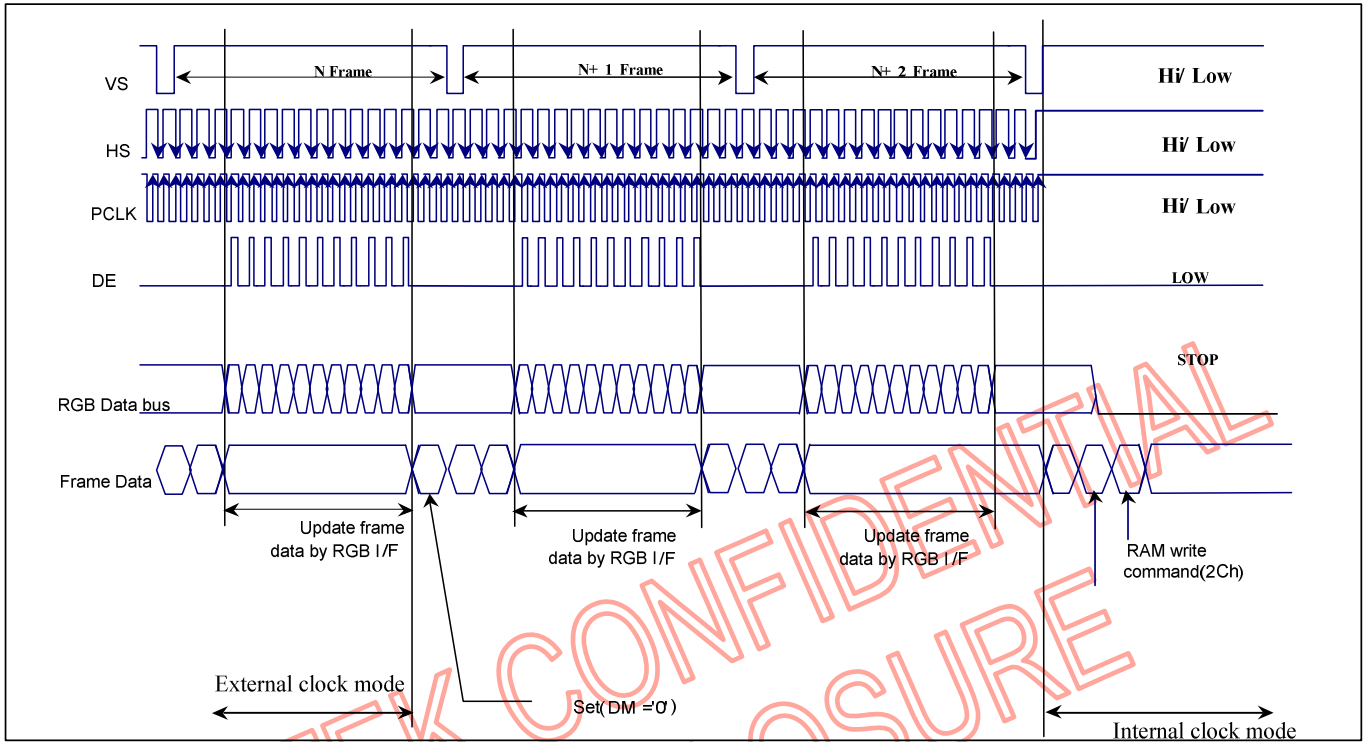 VS
N Frame
N+ 1 Frame
N+ 2 Frame
Hi/ Low
HS
Hi/ Low
PCLK
Hi/ Low
DE
LOW
STOP
RGB Data bus
Frame Data
Update frame
data by RGB I/F
Update frame
data by RGB I/F
Update frame
data by RGB I/F
RAM write
command(2Ch)
External clock mode
Set(DM ='0')
Internal clock mode
TEK CONFIDENTIAL
OSURE